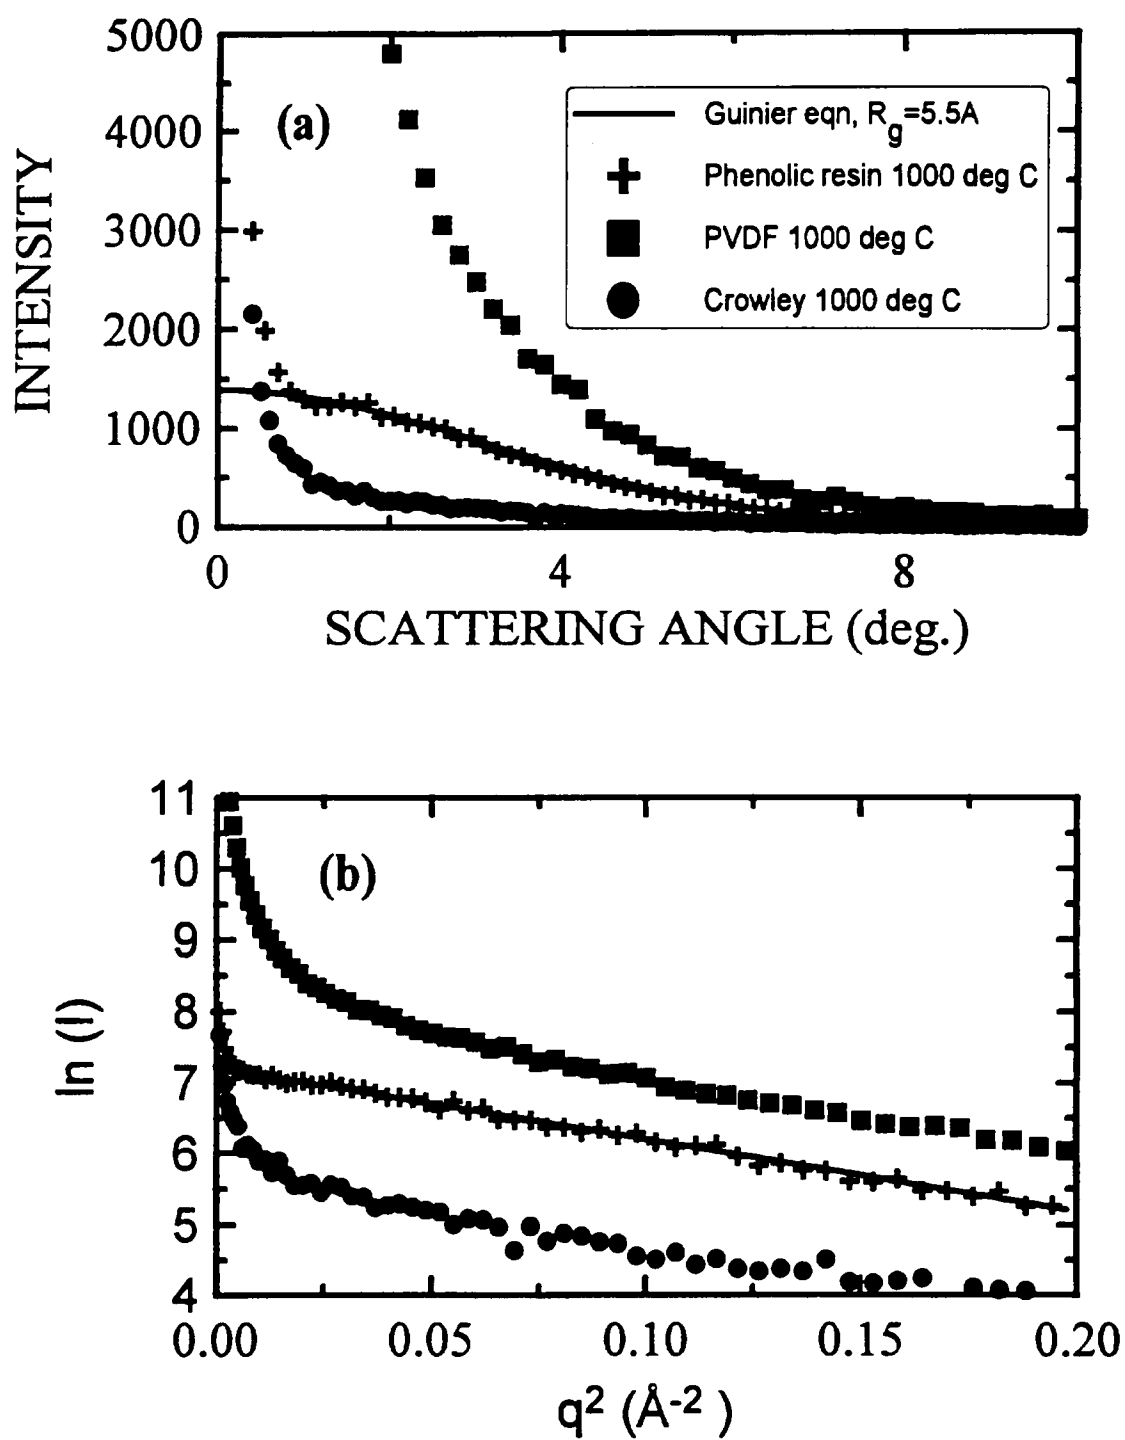 5000
4000
3000
2000
1000
0
INTENSITY
(a)
Guinier eqn, Rg=5.5A
Phenolic resin 1000 deg C
PVDF 1000 deg C
Crowley 1000 deg C
0 4 8
SCATTERING ANGLE (deg.)
11
10
9
8
7
6
5
4
ln (I)
(b)
0.00 0.05 0.10 0.15 0.20
q2 (Å-2 )